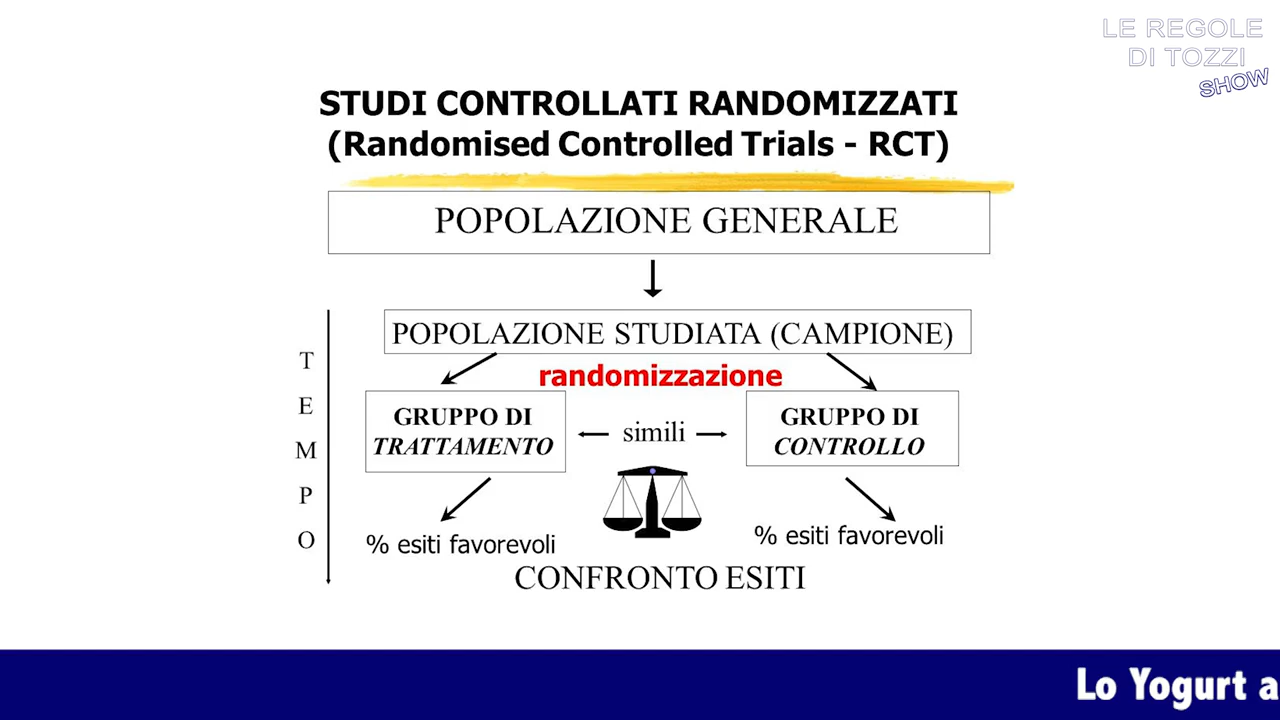 LE REGOLE
DI TOZZI
SHOW
STUDI CONTROLLATI RANDOMIZZATI
(Randomised Controlled Trials - RCT)
POPOLAZIONE GENERALE
POPOLAZIONE STUDIATA (CAMPIONE)
randomizzazione
GRUPPO DI
TRATTAMENTO
simili
GRUPPO DI
CONTROLLO
% esiti favorevoli
% esiti favorevoli
CONFRONTO ESITI
T
E
M
P
O
Lo Yogurt a